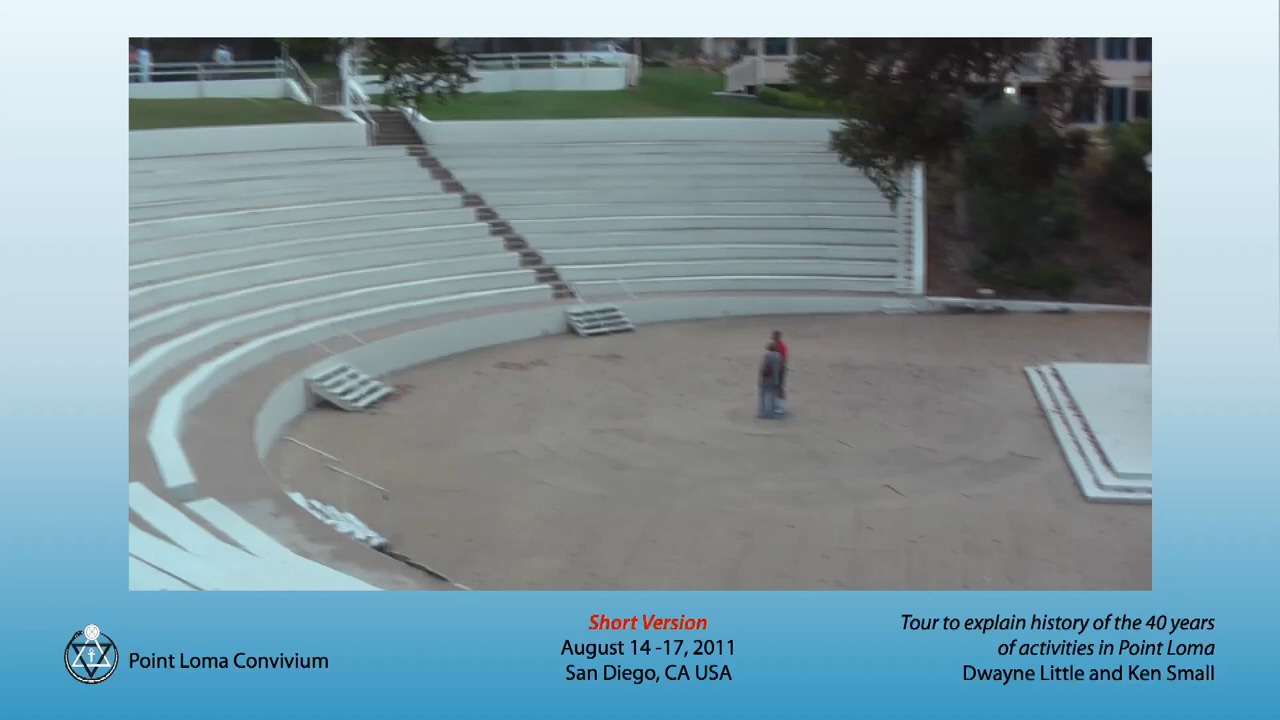 Point Loma Convivium
Short Version
August 14 -17, 2011
San Diego, CA USA
Tour to explain history of the 40 years
of activities in Point Loma
Dwayne Little and Ken Small